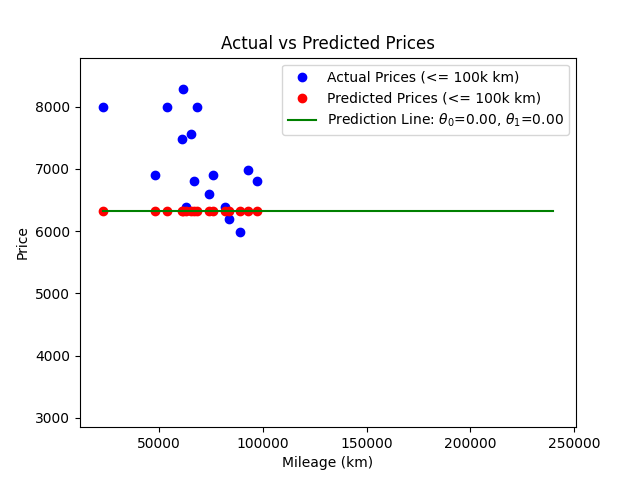 Actual vs Predicted Prices
Actual Prices (<= 100k km)
Predicted Prices (<= 100k km)
Prediction Line: θ₀=0.00, θ₁=0.00
8000
7000
6000
5000
4000
3000
Price
50000 100000 150000 200000 250000
Mileage (km)